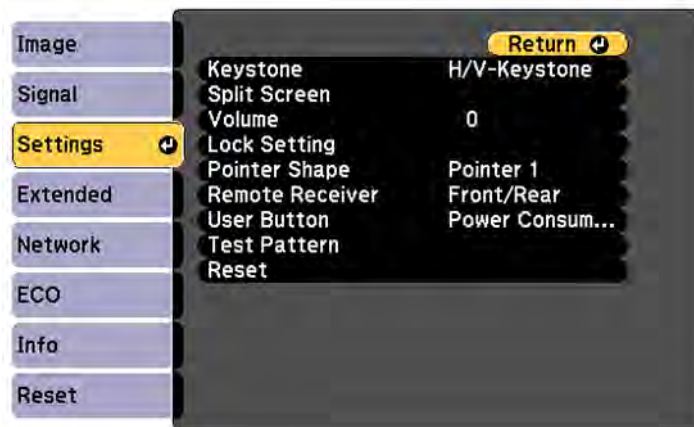 Image
Signal
Settings
Extended
Network
ECO
Info
Reset
Return
Keystone H/V-Keystone
Split Screen
Volume 0
Lock Setting
Pointer Shape Pointer 1
Remote Receiver Front/Rear
User Button Power Consum...
Test Pattern
Reset